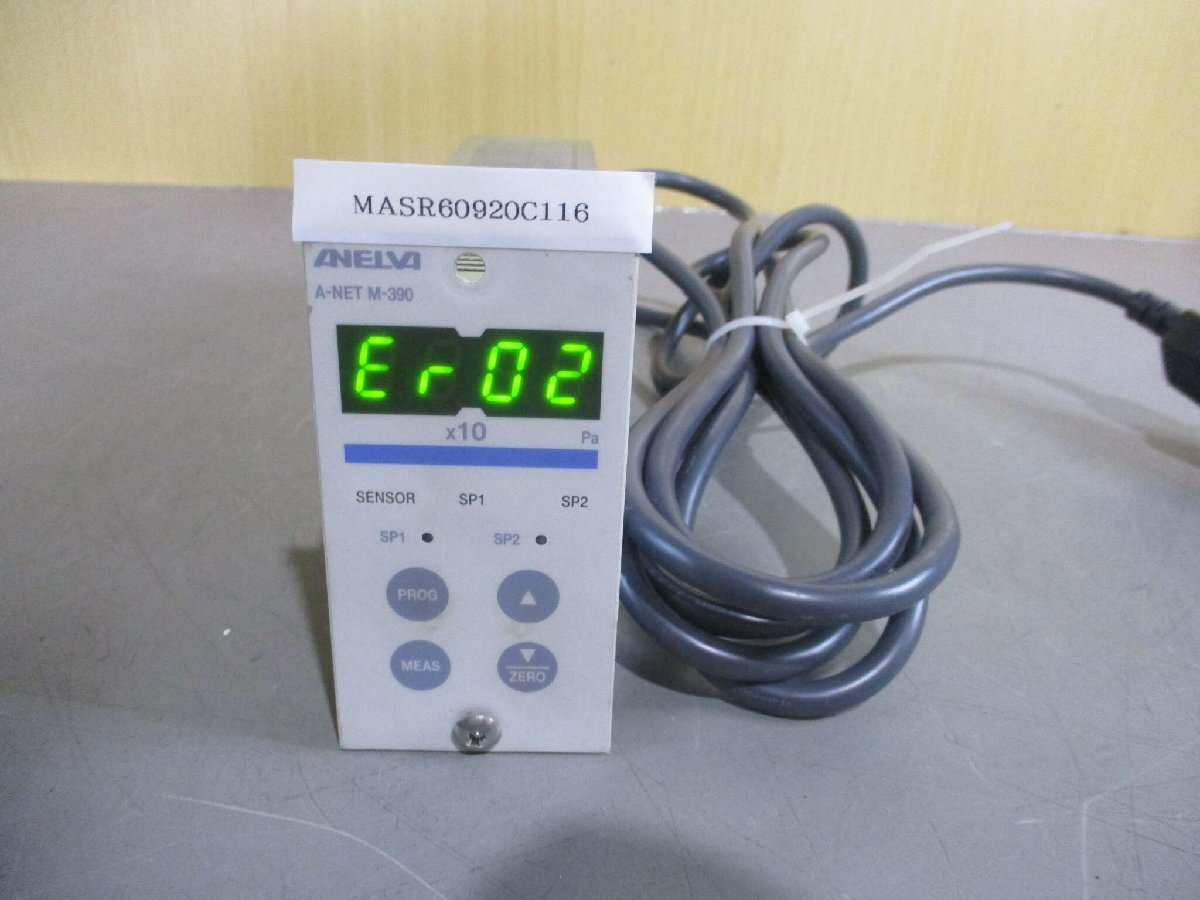 MASR60920C116
ANELVA
A-NET M-390
Er02
x10 Pa
SENSOR SP1 SP2
SP1 SP2
PROG ▲
MEAS ▼
ZERO